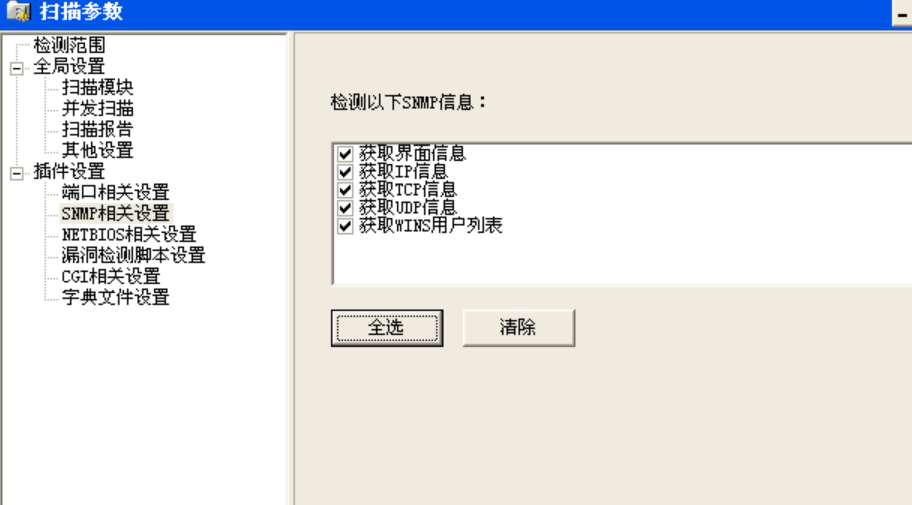 扫描参数
检测范围
全局设置
扫描模块
并发扫描
扫描报告
其他设置
插件设置
端口相关设置
SNMP相关设置
NETBIOS相关设置
漏洞检测脚本设置
CGI相关设置
字典文件设置
检测以下SNMP信息：
获取界面信息
获取IP信息
获取TCP信息
获取UDP信息
获取WINS用户列表
全选
清除